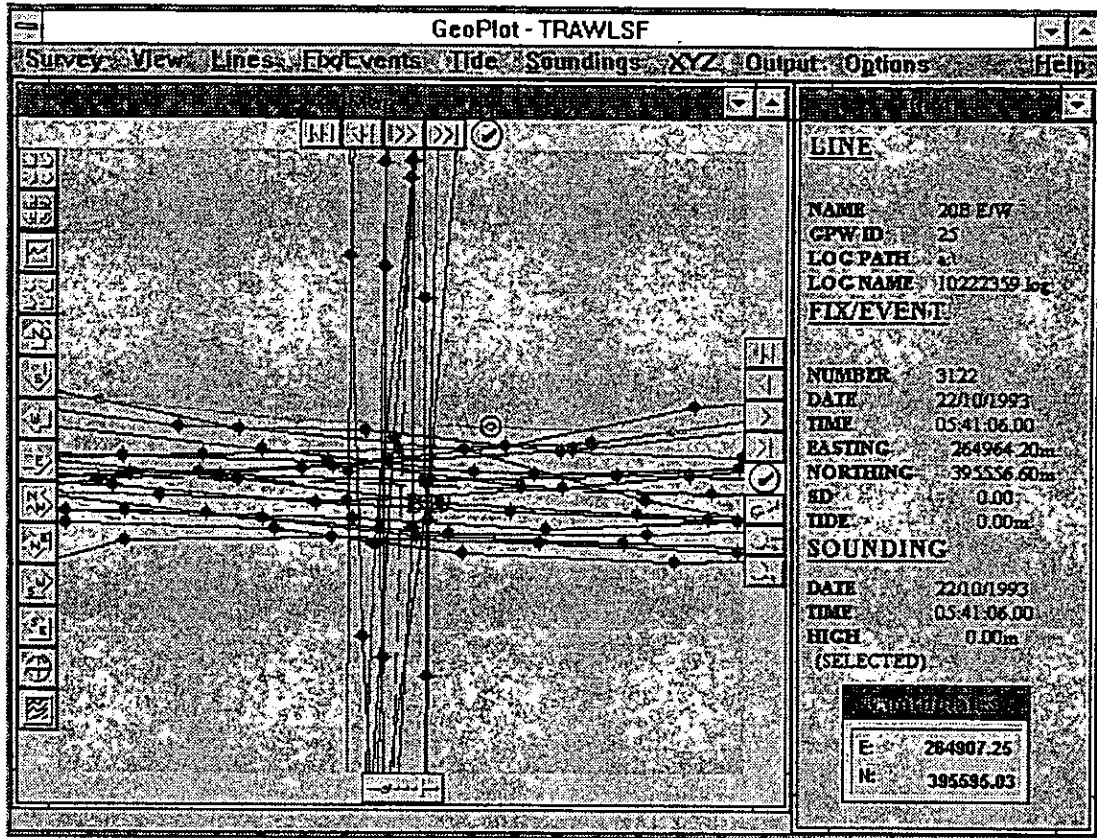 GeoPlot - TRAWLSF
Survey View Lines Fix/Events Tide Soundings XYZ Output Options Help
LINE
NAME 20B E/W
GPW ID 25
LOG PATH a:\
LOG NAME 10222359.log
FIX/EVENT
NUMBER 3122
DATE 22/10/1993
TIME 05:41:06.00
EASTING 264964.20m
NORTHING 395556.60m
SD 0.00
TIDE 0.00m
SOUNDING
DATE 22/10/1993
TIME 05:41:06.00
HIGH 0.00m
(SELECTED)
E: 264907.25
N: 395595.03